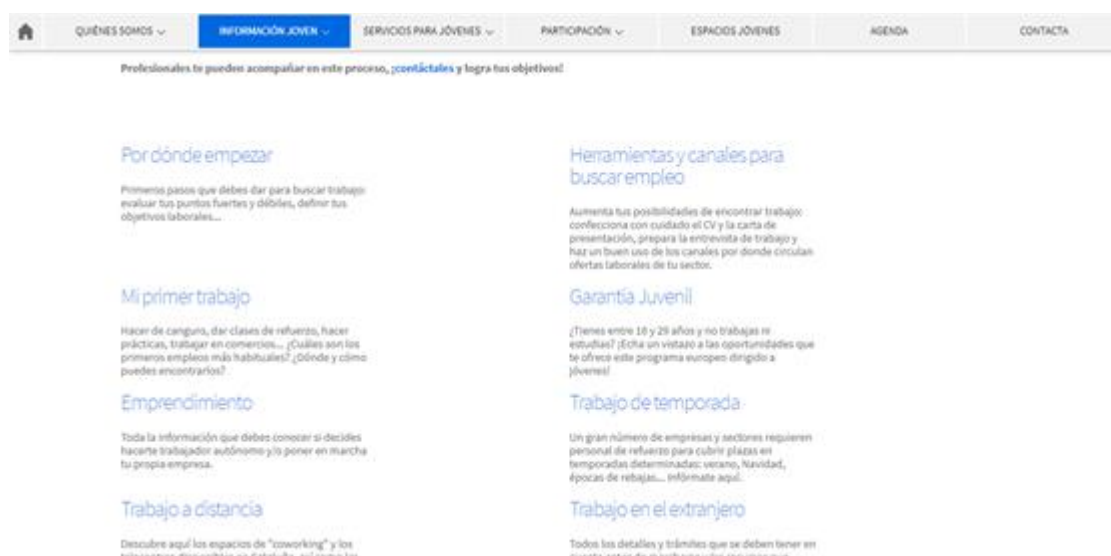 QUIÉNES SOMOS
INFORMACIÓN JOVEN
SERVICIOS PARA JÓVENES
PARTICIPACIÓN
ESPACIOS JÓVENES
AGENDA
CONTACTA
Profesionales te pueden acompañar en este proceso, ¡contáctales y logra tus objetivos!
Por dónde empezar
Primeros pasos que debes dar para buscar trabajo:
evaluar tus puntos fuertes y débiles, definir tus
objetivos laborales...
Herramientas y canales para
buscar empleo
Aumenta tus posibilidades de encontrar trabajo:
confecciona con cuidado el CV y la carta de
presentación, prepara la entrevista de trabajo y
haz un buen uso de los canales por donde circulan
ofertas laborales de tu sector.
Mi primer trabajo
Hacer de canguro, dar clases de refuerzo, hacer
prácticas, trabajar en comercios... ¿Cuáles son los
primeros empleos más habituales? ¿Dónde y cómo
puedes encontrarlos?
Garantía Juvenil
¿Tienes entre 18 y 29 años y no trabajas ni
estudias? ¡Echa un vistazo a las oportunidades que
te ofrece este programa europeo dirigido a
jóvenes!
Emprendimiento
Toda la información que debes conocer si decides
hacerte trabajador autónomo y/o poner en marcha
tu propia empresa.
Trabajo de temporada
Un gran número de empresas y sectores requieren
personal de refuerzo para cubrir plazas en
temporadas determinadas: verano, Navidad,
épocas de rebajas... Infórmate aquí.
Trabajo a distancia
Descubre aquí los espacios de "coworking" y los
Trabajo en el extranjero
Todos los detalles y trámites que se deben tener en